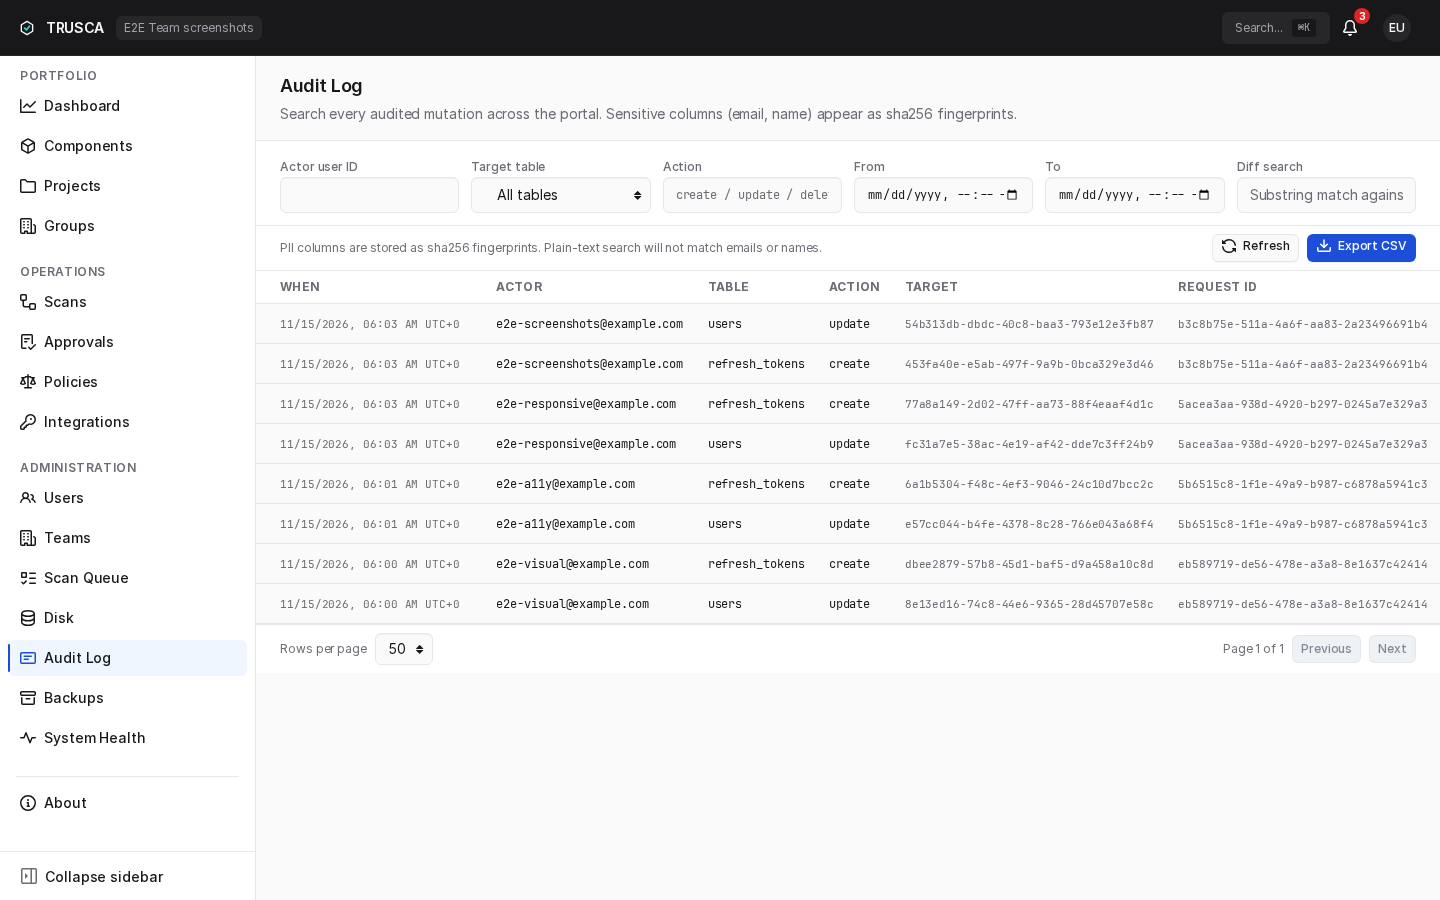 TRUSCA E2E Team screenshots Search... ⌘K 3 EU
PORTFOLIO
Dashboard
Components
Projects
Groups
OPERATIONS
Scans
Approvals
Policies
Integrations
ADMINISTRATION
Users
Teams
Scan Queue
Disk
Audit Log
Backups
System Health
About
Collapse sidebar
Audit Log
Search every audited mutation across the portal. Sensitive columns (email, name) appear as sha256 fingerprints.
Actor user ID Target table Action From To Diff search
All tables create / update / dele mm/dd/yyyy, --:-- -- mm/dd/yyyy, --:-- -- Substring match agains
PII columns are stored as sha256 fingerprints. Plain-text search will not match emails or names. Refresh Export CSV
WHEN ACTOR TABLE ACTION TARGET REQUEST ID
11/15/2026, 06:03 AM UTC+0 e2e-screenshots@example.com users update 54b313db-dbdc-40c8-baa3-793e12e3fb87 b3c8b75e-511a-4a6f-aa83-2a23496691b4
11/15/2026, 06:03 AM UTC+0 e2e-screenshots@example.com refresh_tokens create 453fa40e-e5ab-497f-9a9b-0bca329e3d46 b3c8b75e-511a-4a6f-aa83-2a23496691b4
11/15/2026, 06:03 AM UTC+0 e2e-responsive@example.com refresh_tokens create 77a8a149-2d02-47ff-aa73-88f4eaaf4d1c 5acea3aa-938d-4920-b297-0245a7e329a3
11/15/2026, 06:03 AM UTC+0 e2e-responsive@example.com users update fc31a7e5-38ac-4e19-af42-dde7c3ff24b9 5acea3aa-938d-4920-b297-0245a7e329a3
11/15/2026, 06:01 AM UTC+0 e2e-a11y@example.com refresh_tokens create 6a1b5304-f48c-4ef3-9046-24c10d7bcc2c 5b6515c8-1f1e-49a9-b987-c6878a5941c3
11/15/2026, 06:01 AM UTC+0 e2e-a11y@example.com users update e57cc044-b4fe-4378-8c28-766e043a68f4 5b6515c8-1f1e-49a9-b987-c6878a5941c3
11/15/2026, 06:00 AM UTC+0 e2e-visual@example.com refresh_tokens create dbee2879-57b8-45d1-baf5-d9a458a10c8d eb589719-de56-478e-a3a8-8e1637c42414
11/15/2026, 06:00 AM UTC+0 e2e-visual@example.com users update 8e13ed16-74c8-44e6-9365-28d45707e58c eb589719-de56-478e-a3a8-8e1637c42414
Rows per page 50 Page 1 of 1 Previous Next